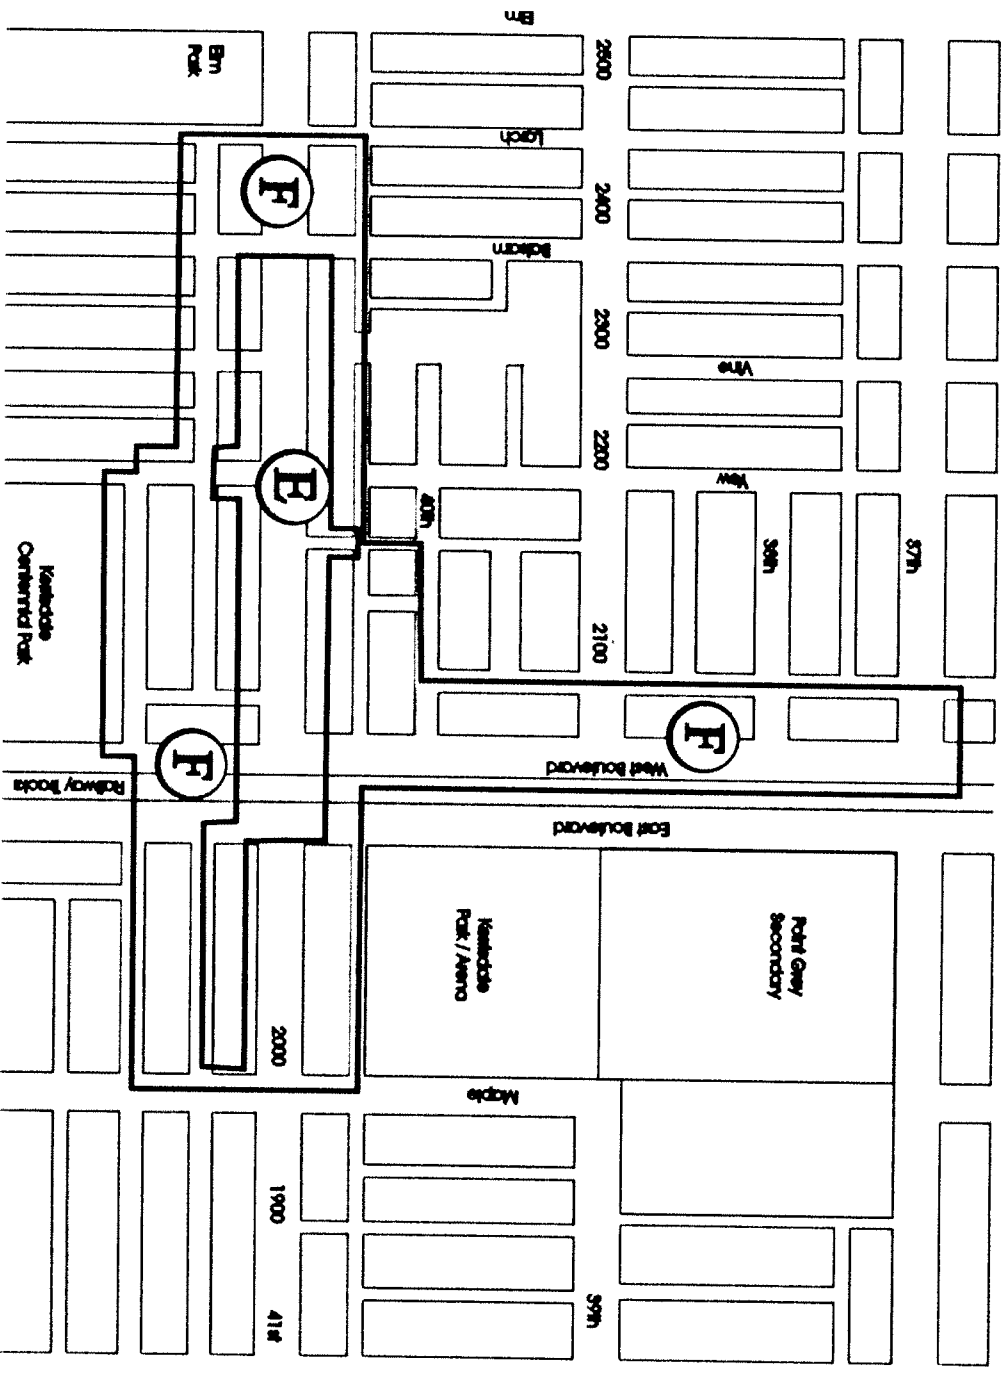 37th
Point Grey
Secondary
38th
Vine
Yew
F
West Boulevard
East Boulevard
2500
2400
2300
2200
2100
39th
Elm
Larch
Balsam
Maple
Kerrisdale
Park / Arena
40th
F
E
2000
1900
41st
Elm
Park
F
Railway Tracks
Kerrisdale
Centennial Park